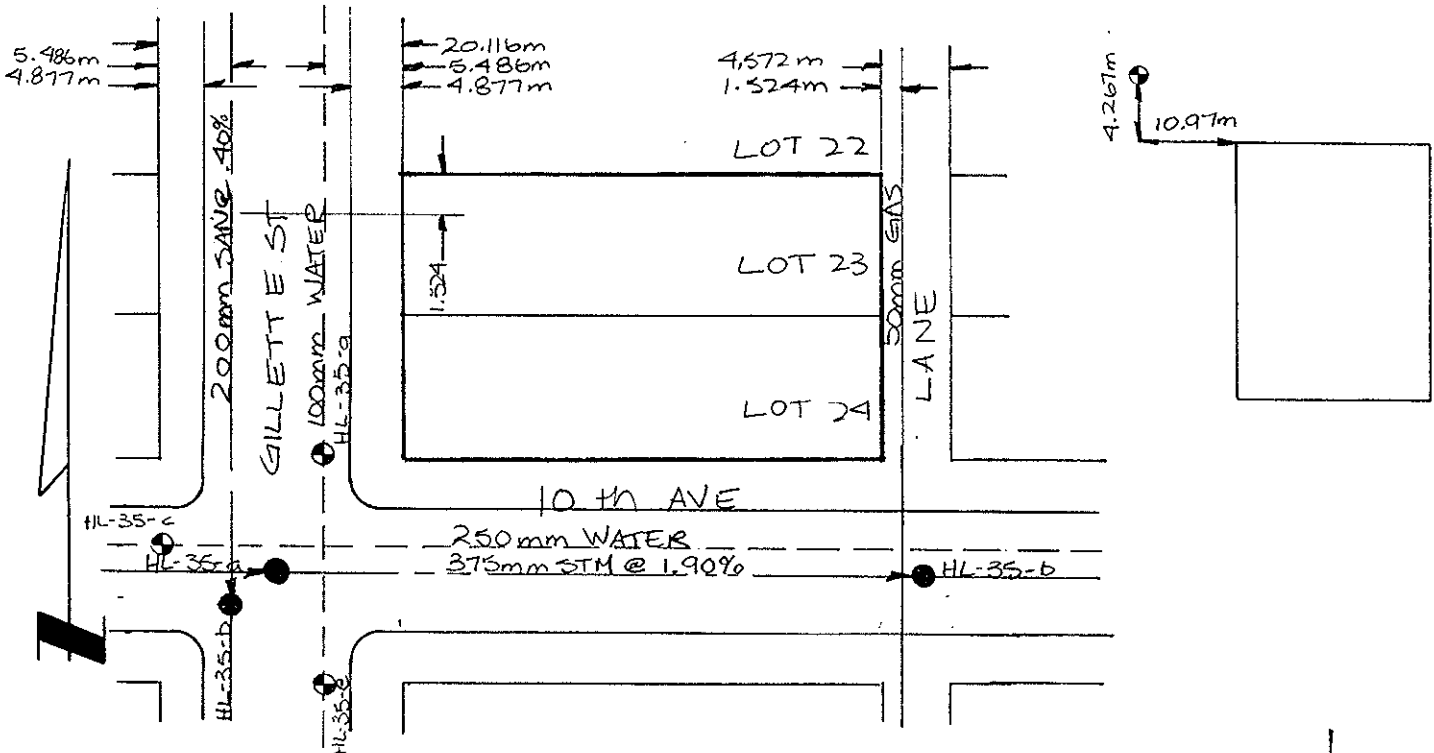 5.486m
4.877m
20.116m
5.486m
4.877m
4.572m
1.524m
4.267m
10.97m
LOT 22
200mm SAN@ .40%
GILLETTE ST
100mm WATER
HL-35-a
1.524
LOT 23
50mm GAS
LANE
LOT 24
10th AVE
HL-35-c
250mm WATER
HL-35-a
375mm STM @ 1.90%
HL-35-b
HL-35-b
HL-35-e